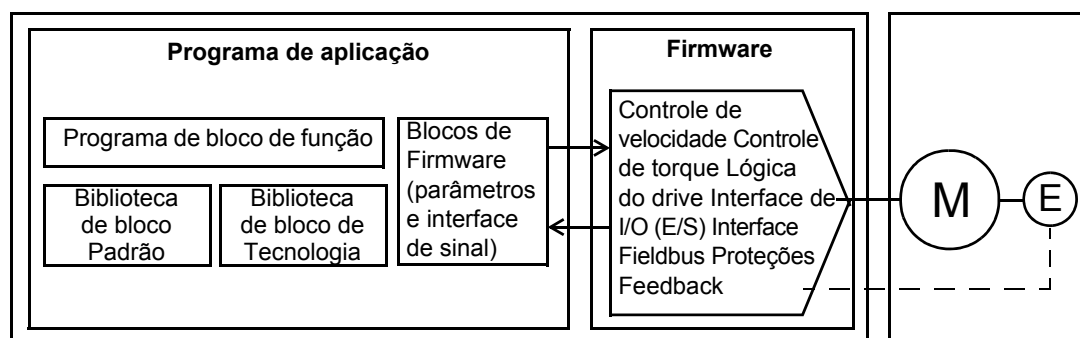 Programa de aplicação
Firmware
Programa de bloco de função
Biblioteca
de bloco
Padrão
Biblioteca
de bloco de
Tecnologia
Blocos de
Firmware
(parâmetros
e interface
de sinal)
Controle de
velocidade Controle
de torque Lógica
do drive Interface de
I/O (E/S) Interface
Fieldbus Proteções
Feedback
M
E